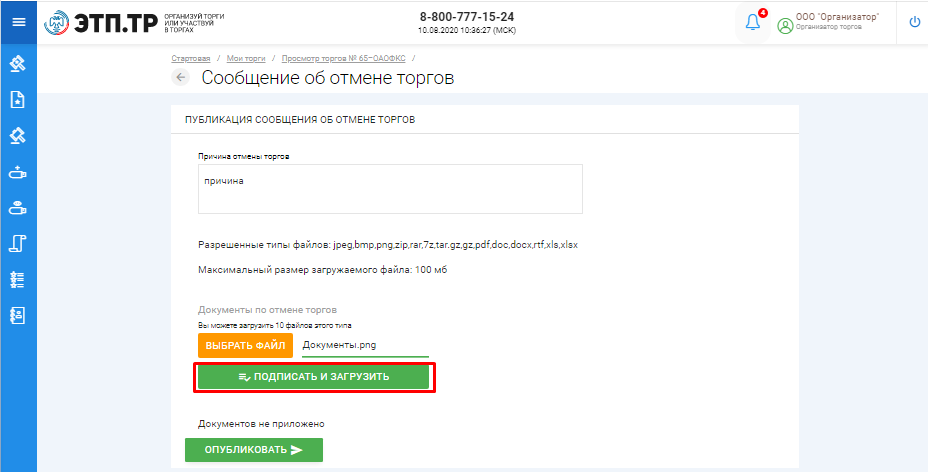 ЭТП.ТР
ОРГАНИЗУЙ ТОРГИ
ИЛИ УЧАСТВУЙ
В ТОРГАХ
8-800-777-15-24
10.08.2020 10:36:27 (МСК)
4
ООО "Организатор"
Организатор торгов
Стартовая / Мои торги / Просмотр торгов № 65-ОАОФКС /
Сообщение об отмене торгов
ПУБЛИКАЦИЯ СООБЩЕНИЯ ОБ ОТМЕНЕ ТОРГОВ
Причина отмены торгов
причина
Разрешенные типы файлов: jpeg,bmp,png,zip,rar,7z,tar.gz,gz,pdf,doc,docx,rtf,xls,xlsx
Максимальный размер загружаемого файла: 100 мб
Документы по отмене торгов
Вы можете загрузить 10 файлов этого типа
ВЫБРАТЬ ФАЙЛ Документы.png
ПОДПИСАТЬ И ЗАГРУЗИТЬ
Документов не приложено
ОПУБЛИКОВАТЬ